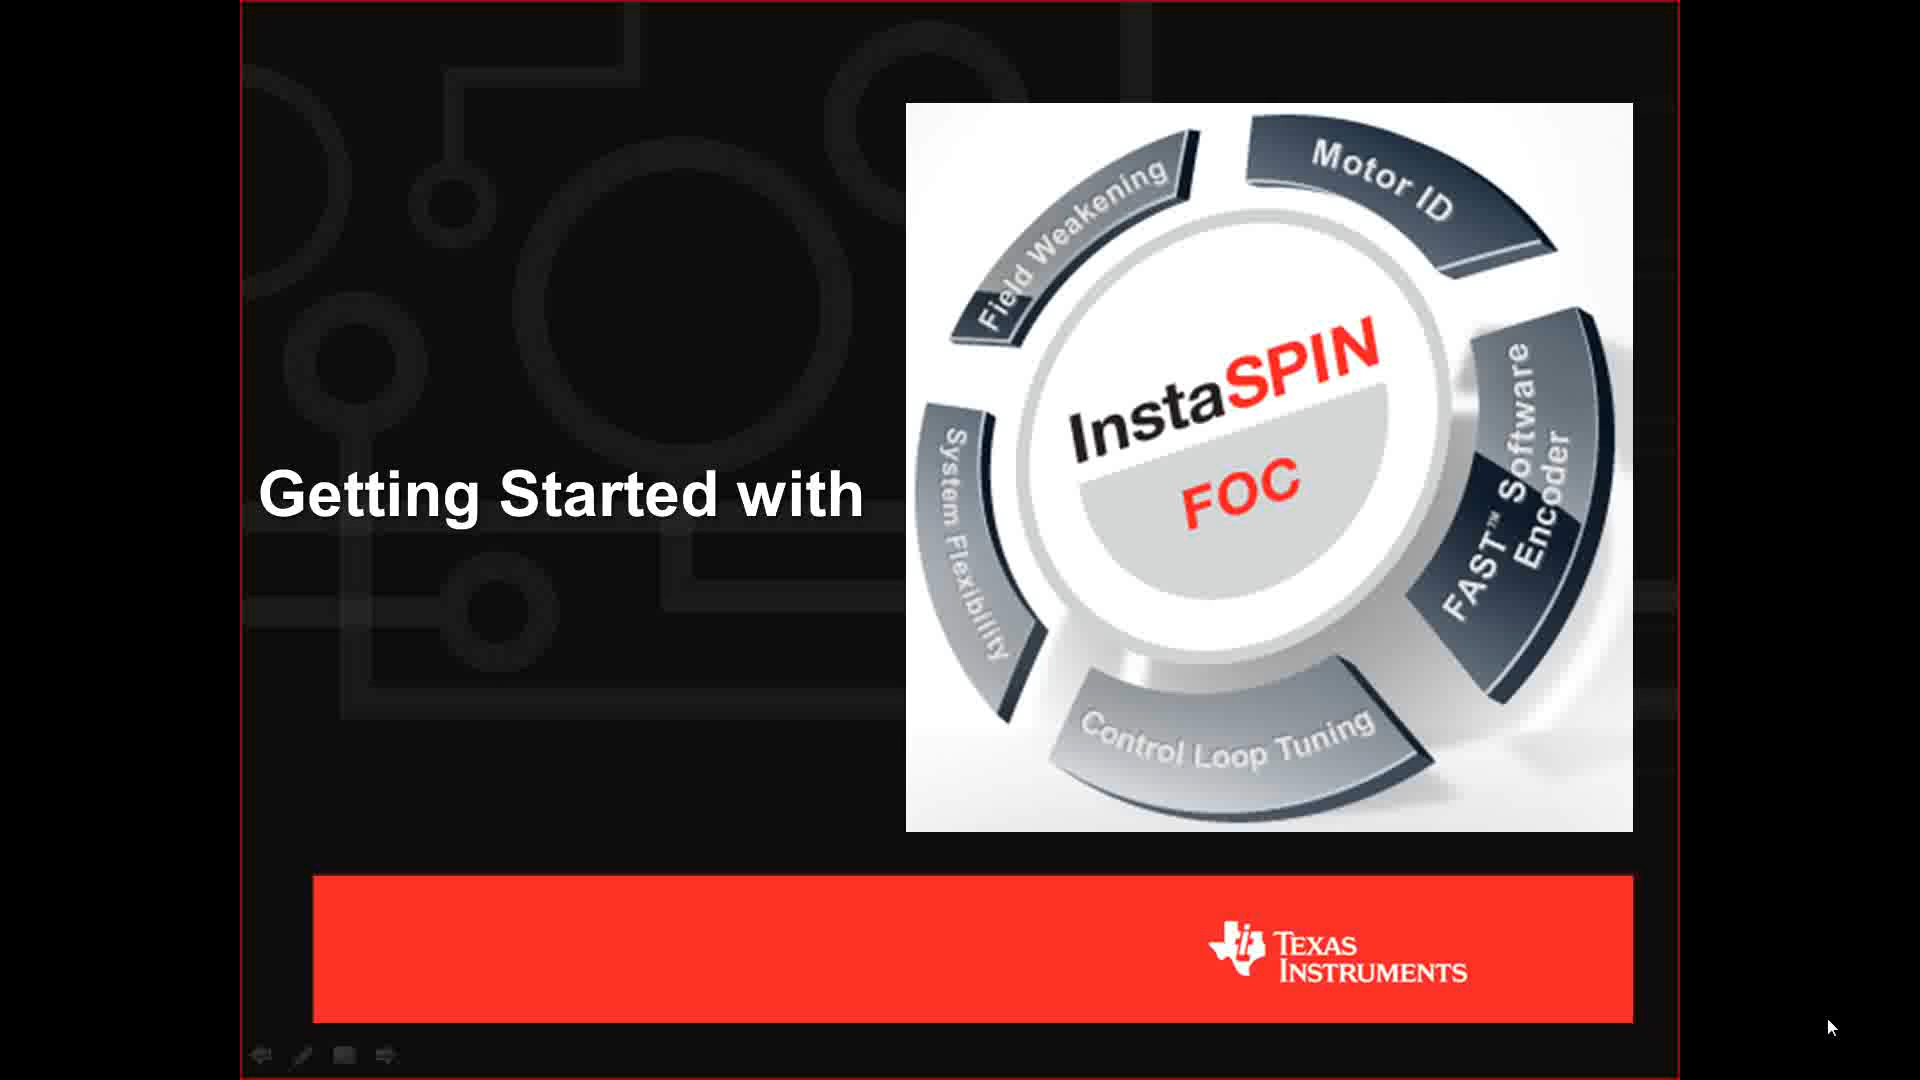 Getting Started with
InstaSPIN
FOC
Motor ID
FAST™ Software
Encoder
Control Loop Tuning
System Flexibility
Field Weakening
TEXAS
INSTRUMENTS